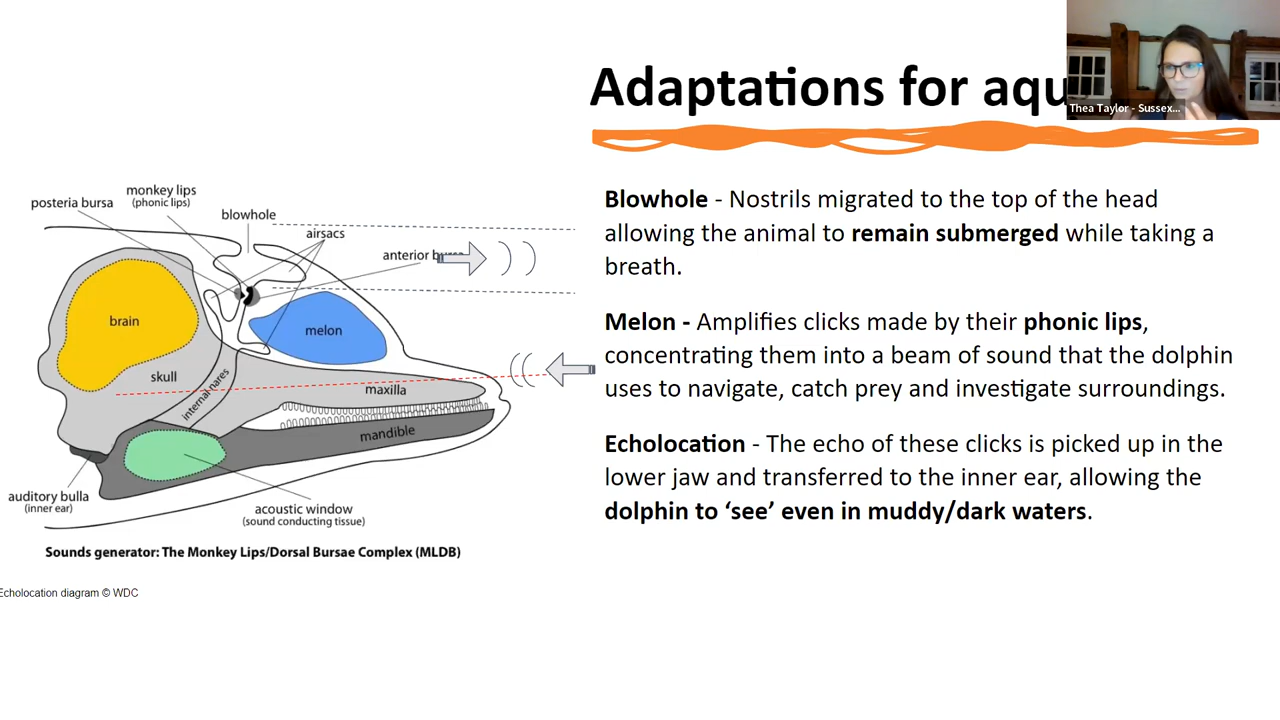 Adaptations for aqu
Thea Taylor - Sussex...
Blowhole - Nostrils migrated to the top of the head
allowing the animal to remain submerged while taking a
breath.
Melon - Amplifies clicks made by their phonic lips,
concentrating them into a beam of sound that the dolphin
uses to navigate, catch prey and investigate surroundings.
Echolocation - The echo of these clicks is picked up in the
lower jaw and transferred to the inner ear, allowing the
dolphin to ‘see’ even in muddy/dark waters.
monkey lips
(phonic lips)
posteria bursa
blowhole
airsacs
anterior
brain
melon
skull
internal nares
maxilla
mandible
auditory bulla
(inner ear)
acoustic window
(sound conducting tissue)
Sounds generator: The Monkey Lips/Dorsal Bursae Complex (MLDB)
Echolocation diagram © WDC